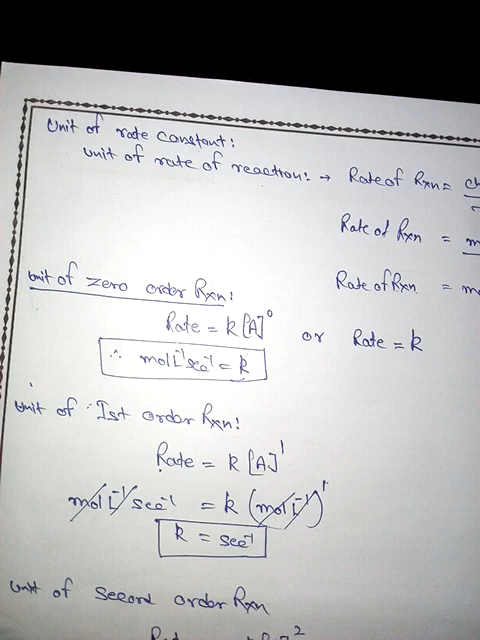 Unit of rate constant:
Unit of rate of reaction: → Rate of Rxn = ch
Rate of Rxn = m
Rate of Rxn = mo
Unit of zero order Rxn:
Rate = k [A]⁰ or Rate = k
∴ mol L⁻¹ sec⁻¹ = k
Unit of Ist order Rxn:
Rate = k [A]¹
mol L⁻¹ sec⁻¹ = k (mol L⁻¹)¹
k = sec⁻¹
Unit of second order Rxn